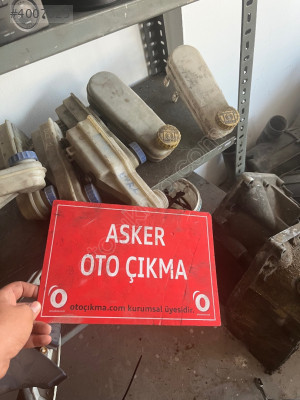 ASKER
OTO ÇIKMA
otoçıkma.com kurumsal üyesidir.